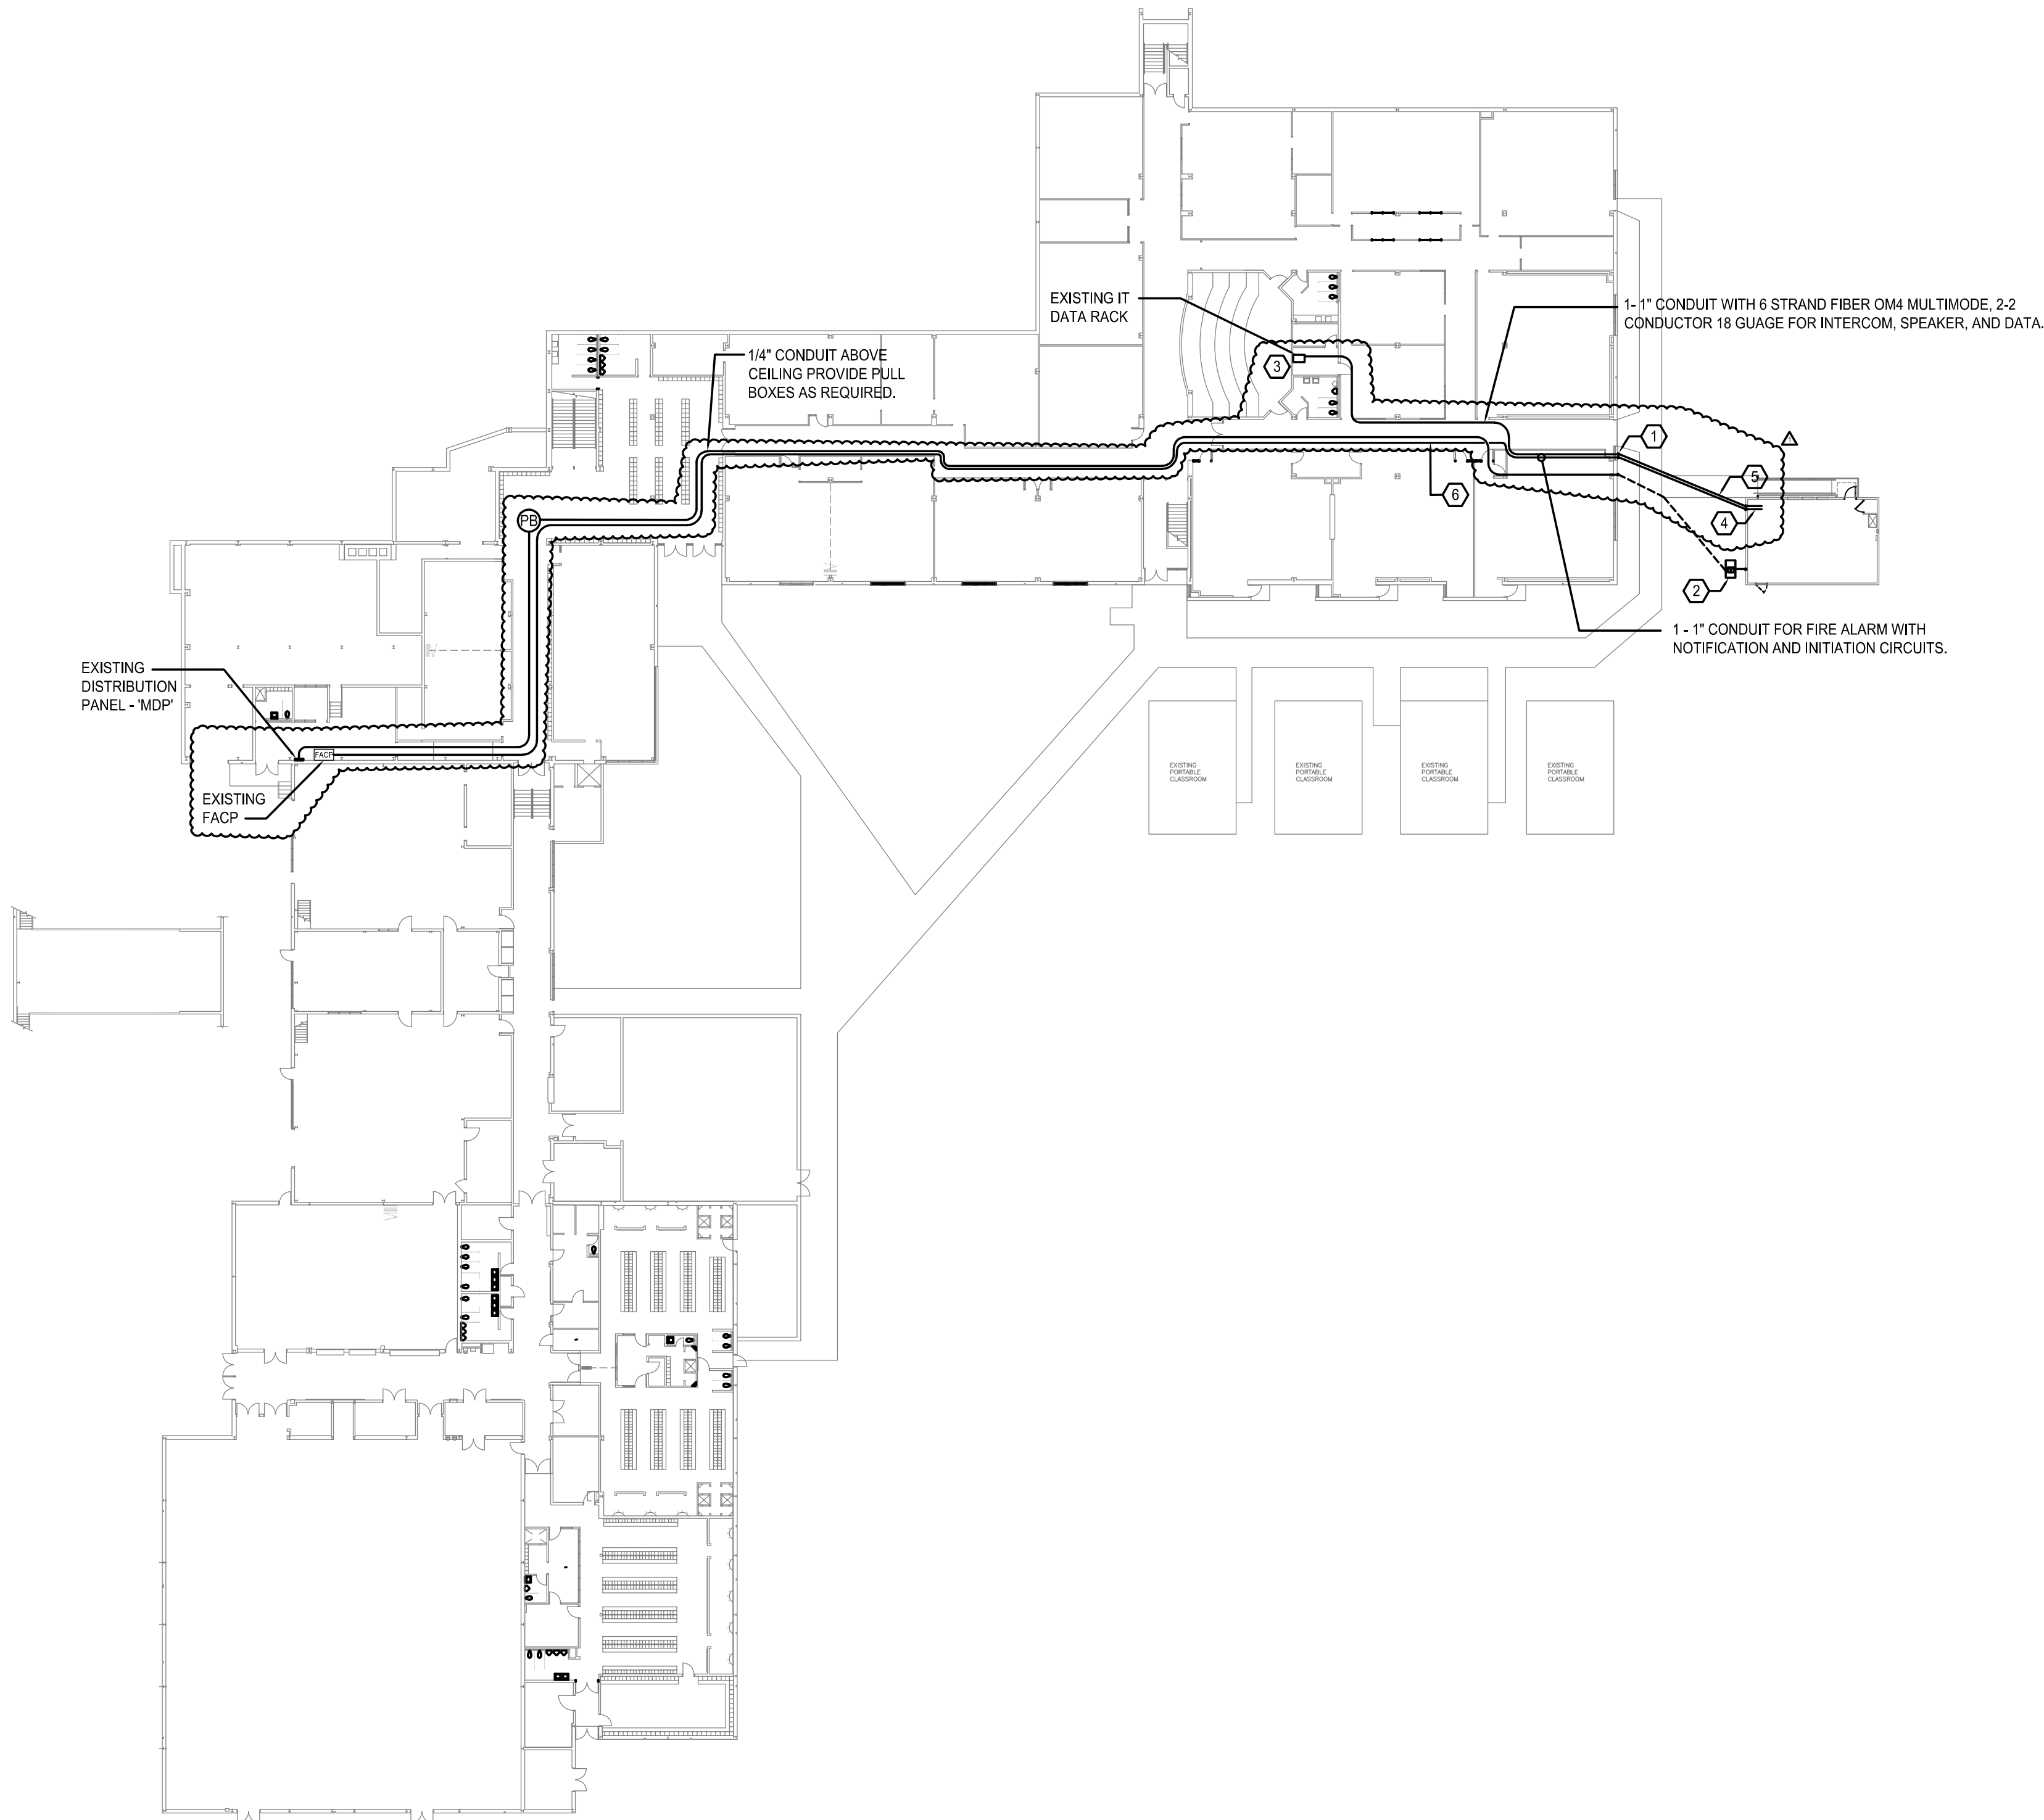 EXISTING IT
DATA RACK
1- 1" CONDUIT WITH 6 STRAND FIBER OM4 MULTIMODE, 2-2
CONDUCTOR 18 GUAGE FOR INTERCOM, SPEAKER, AND DATA.
1/4" CONDUIT ABOVE
CEILING PROVIDE PULL
BOXES AS REQUIRED.
3
1
1
5
6
4
PB
2
1 - 1" CONDUIT FOR FIRE ALARM WITH
NOTIFICATION AND INITIATION CIRCUITS.
EXISTING
DISTRIBUTION
PANEL - 'MDP'
FACP
EXISTING
FACP
EXISTING
PORTABLE
CLASSROOM
EXISTING
PORTABLE
CLASSROOM
EXISTING
PORTABLE
CLASSROOM
EXISTING
PORTABLE
CLASSROOM